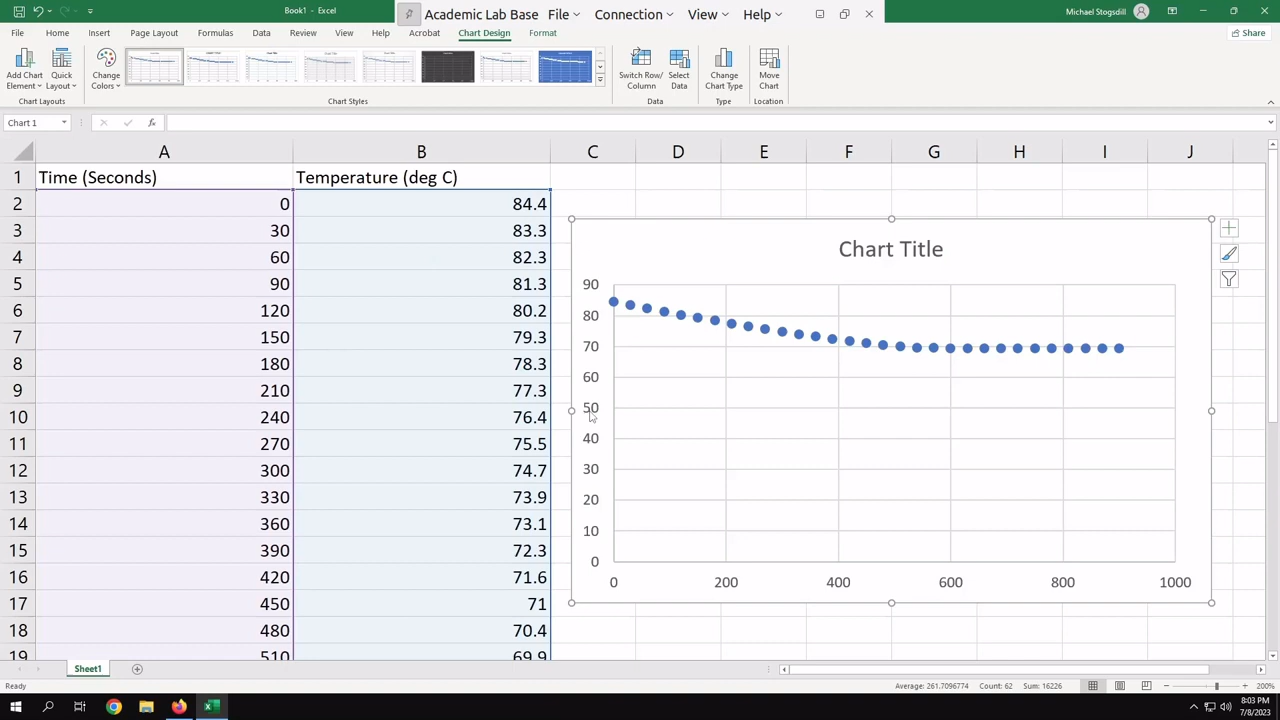 Book1 - Excel
Academic Lab Base File Connection View Help
Michael Stogsdill
File Home Insert Page Layout Formulas Data Review View Help Acrobat Chart Design Format
Share
Add Chart Element
Quick Layout
Change Colors
Switch Row/ Column
Select Data
Change Chart Type
Move Chart
Chart Layouts Chart Styles Data Type Location
Chart 1 fx
A B C D E F G H I J
1 Time (Seconds) Temperature (deg C)
2 0 84.4
3 30 83.3
4 60 82.3
5 90 81.3
6 120 80.2
7 150 79.3
8 180 78.3
9 210 77.3
10 240 76.4
11 270 75.5
12 300 74.7
13 330 73.9
14 360 73.1
15 390 72.3
16 420 71.6
17 450 71
18 480 70.4
19 510 69.9
Chart Title
90
80
70
60
50
40
30
20
10
0
0 200 400 600 800 1000
Sheet1
Ready Average: 261.7096774 Count: 62 Sum: 16226 200%
8:03 PM
7/8/2023